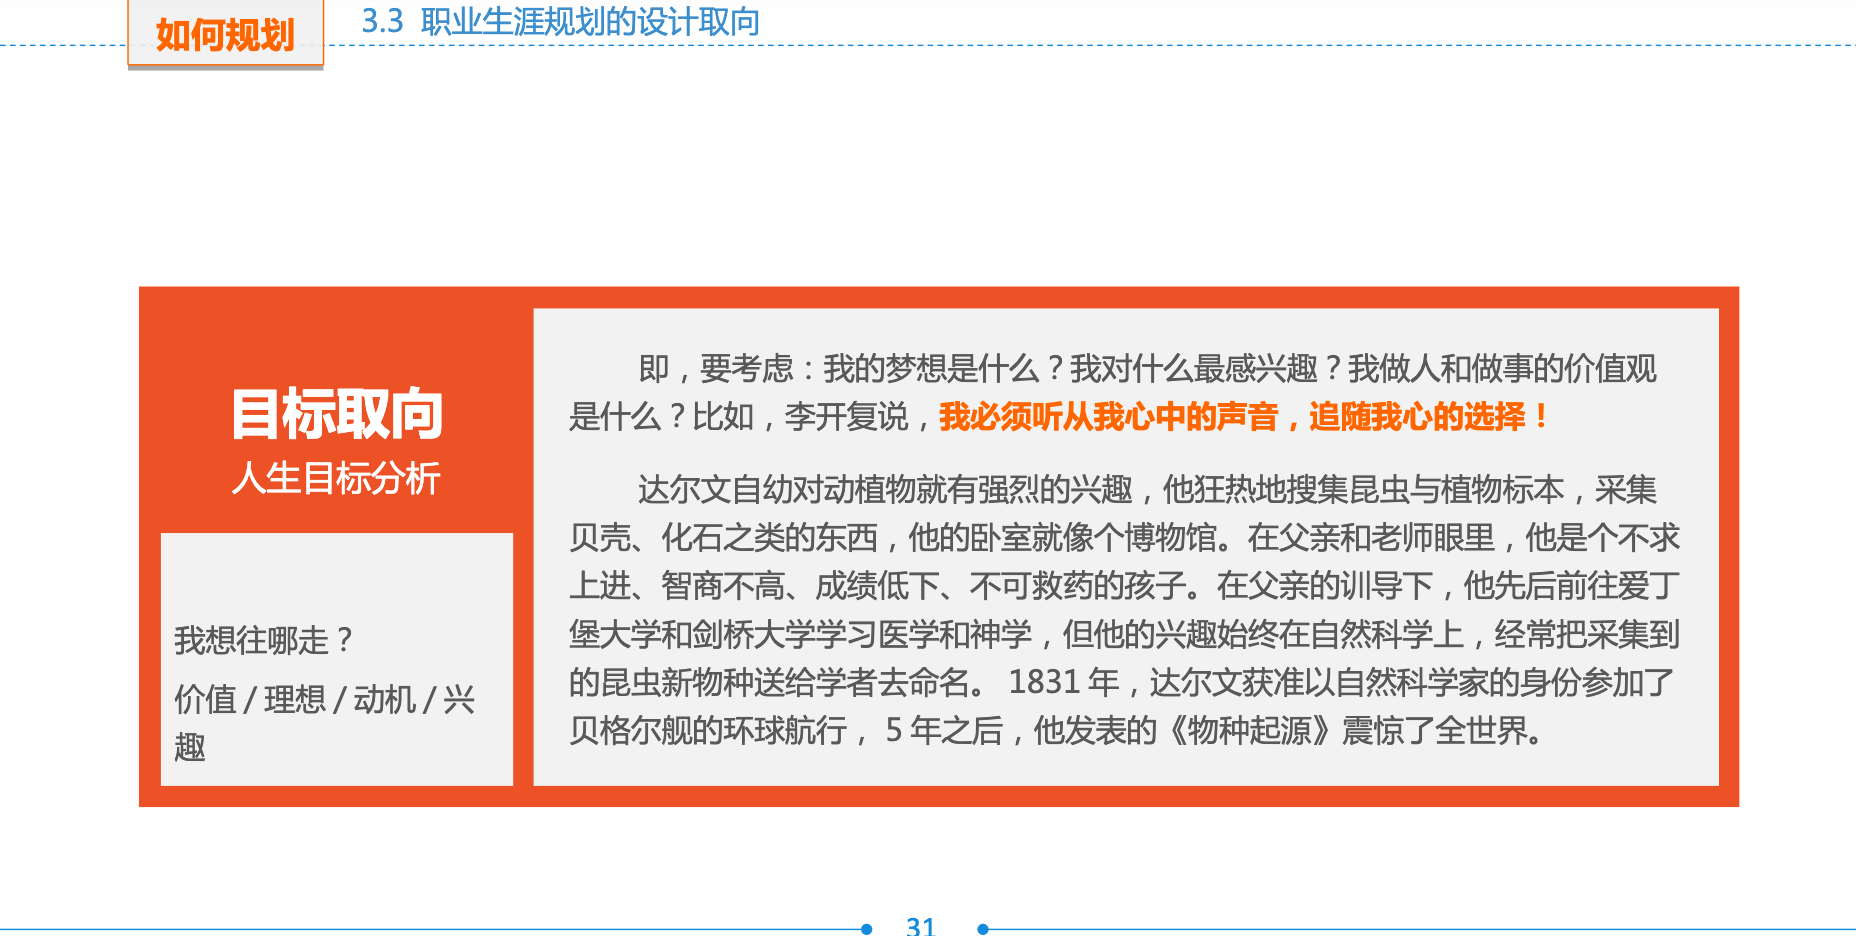 如何规划
3.3 职业生涯规划的设计取向
目标取向
人生目标分析
我想往哪走？
价值 / 理想 / 动机 / 兴
趣
即，要考虑：我的梦想是什么？我对什么最感兴趣？我做人和做事的价值观
是什么？比如，李开复说，我必须听从我心中的声音，追随我心的选择！
达尔文自幼对动植物就有强烈的兴趣，他狂热地搜集昆虫与植物标本，采集
贝壳、化石之类的东西，他的卧室就像个博物馆。在父亲和老师眼里，他是个不求
上进、智商不高、成绩低下、不可救药的孩子。在父亲的训导下，他先后前往爱丁
堡大学和剑桥大学学习医学和神学，但他的兴趣始终在自然科学上，经常把采集到
的昆虫新物种送给学者去命名。 1831 年，达尔文获准以自然科学家的身份参加了
贝格尔舰的环球航行， 5 年之后，他发表的《物种起源》震惊了全世界。
31